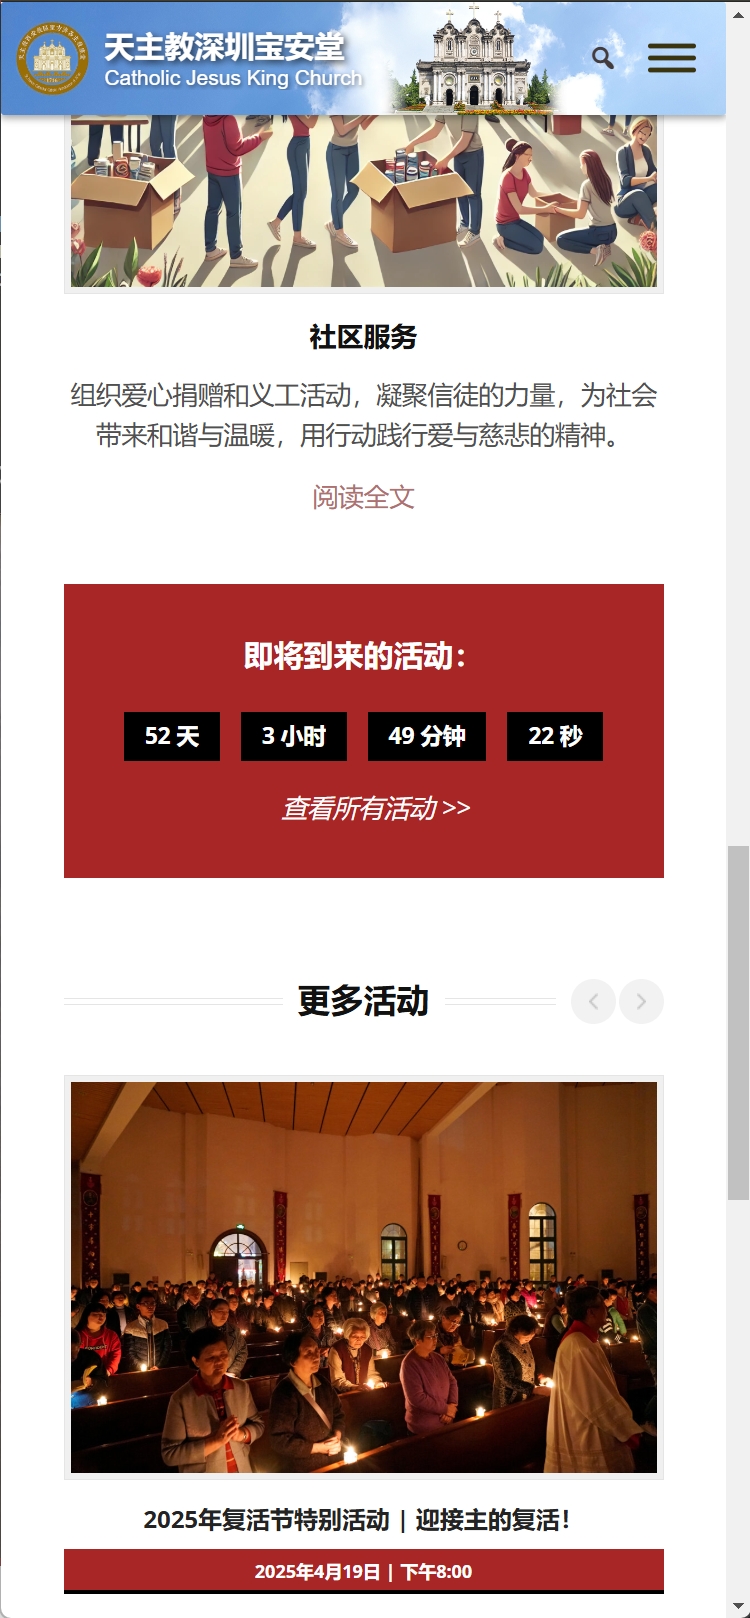 天主教深圳宝安堂
Catholic Jesus King Church
社区服务
组织爱心捐赠和义工活动，凝聚信徒的力量，为社会
带来和谐与温暖，用行动践行爱与慈悲的精神。
阅读全文
即将到来的活动：
52 天 3 小时 49 分钟 22 秒
查看所有活动 >>
更多活动
2025年复活节特别活动 | 迎接主的复活！
2025年4月19日 | 下午8:00